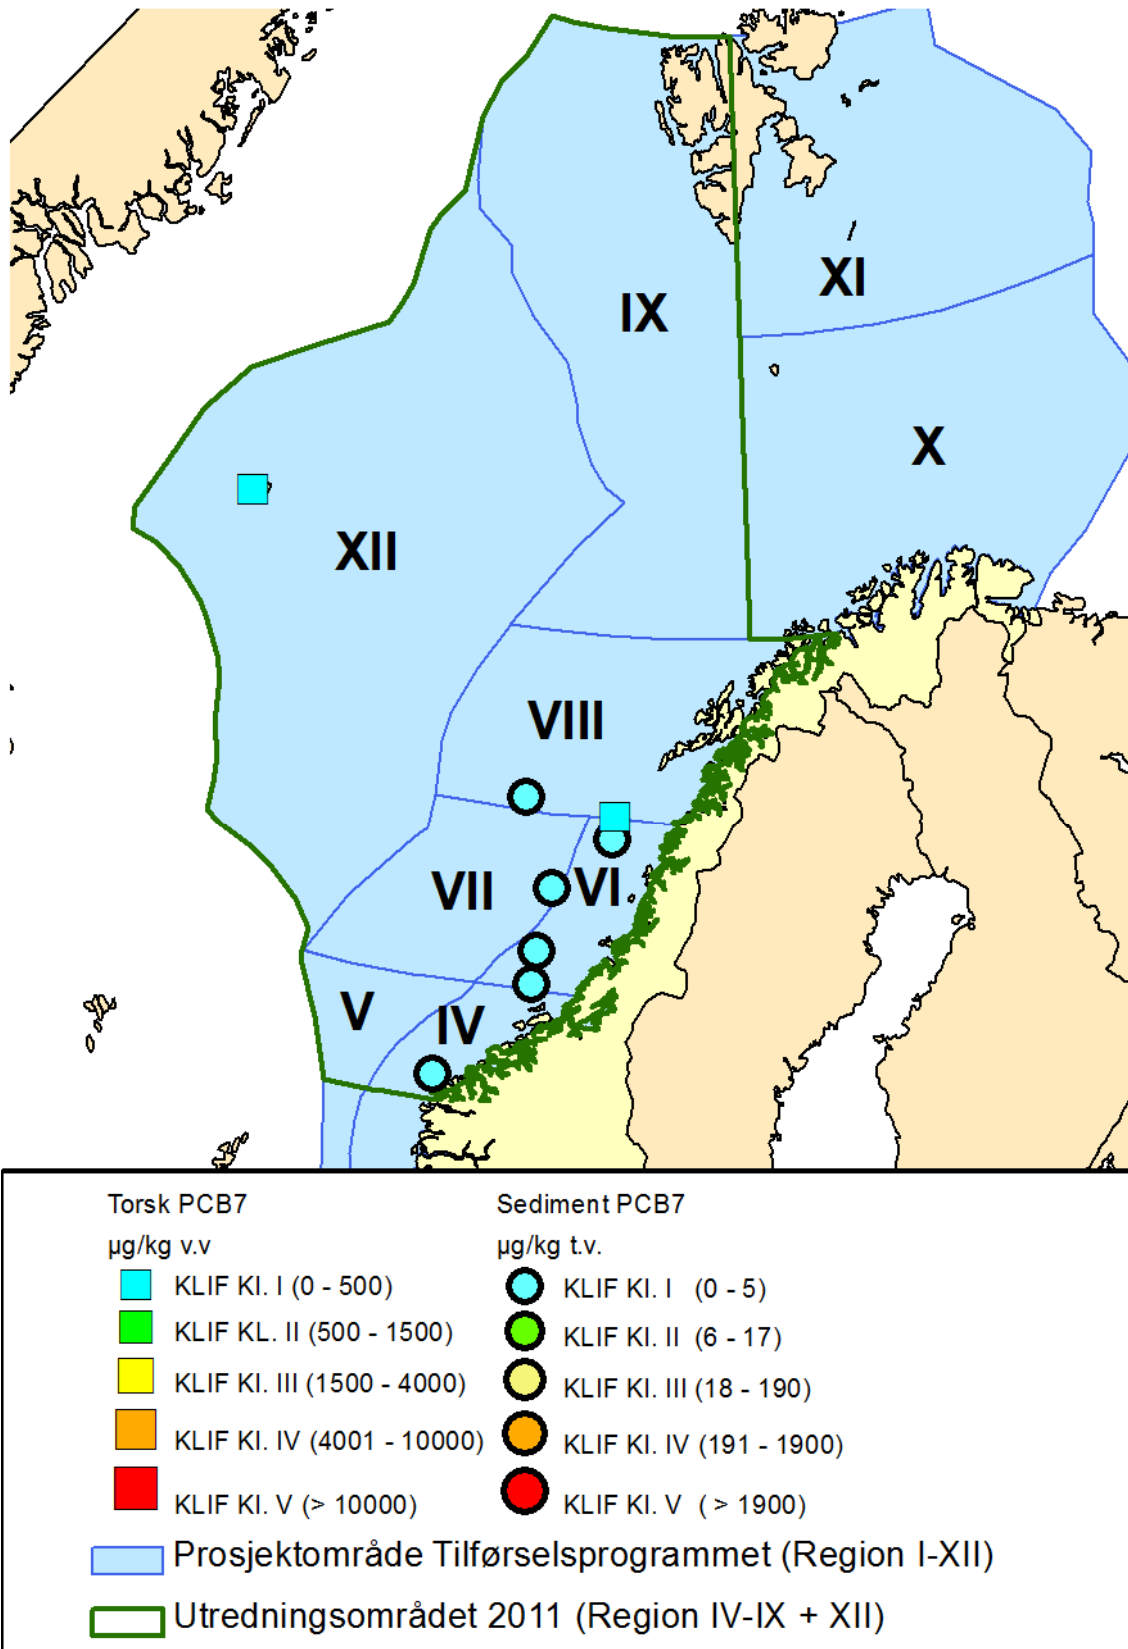 IX
XI
X
XII
VIII
VII
VI
V
IV
Torsk PCB7
µg/kg v.v
KLIF Kl. I (0 - 500)
KLIF KL. II (500 - 1500)
KLIF Kl. III (1500 - 4000)
KLIF Kl. IV (4001 - 10000)
KLIF Kl. V (> 10000)
Sediment PCB7
µg/kg t.v.
KLIF Kl. I (0 - 5)
KLIF Kl. II (6 - 17)
KLIF Kl. III (18 - 190)
KLIF Kl. IV (191 - 1900)
KLIF Kl. V ( > 1900)
Prosjektområde Tilførselsprogrammet (Region I-XII)
Utredningsområdet 2011 (Region IV-IX + XII)